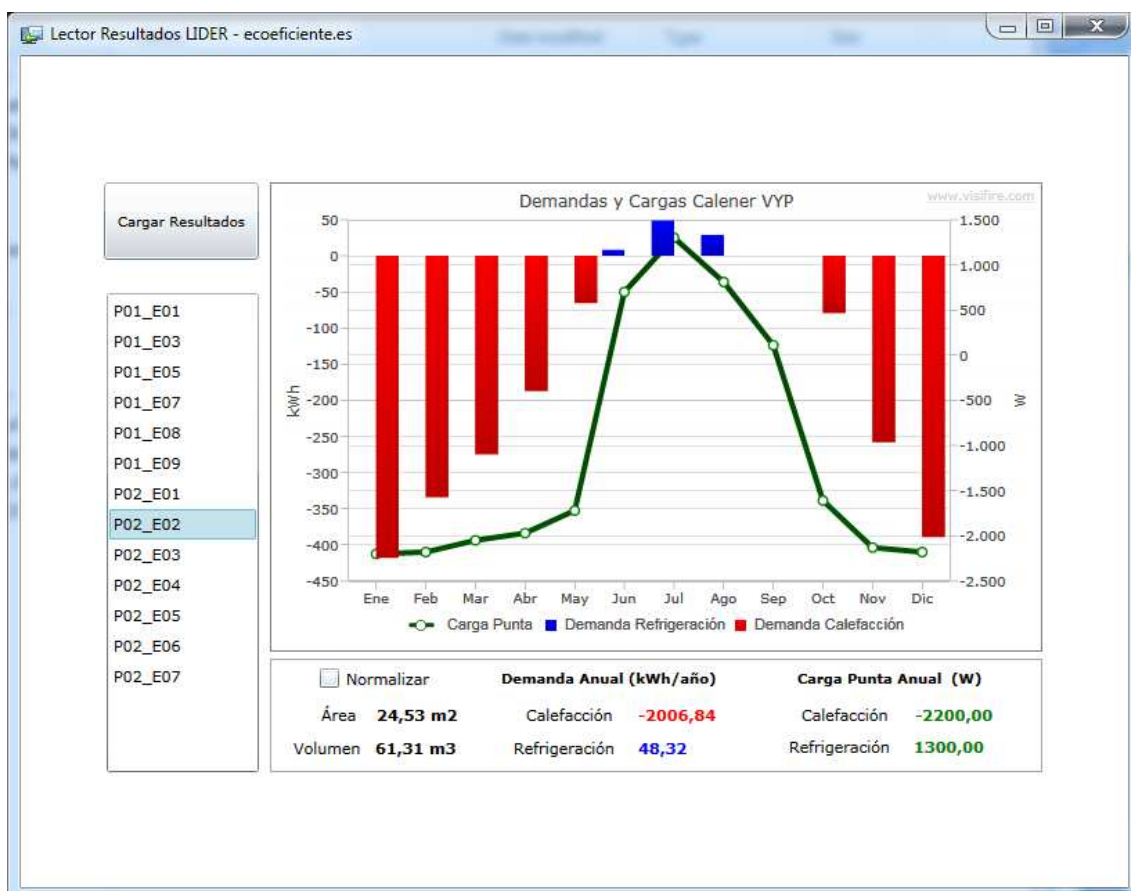 Lector Resultados LIDER - ecoeficiente.es
Cargar Resultados
P01_E01
P01_E03
P01_E05
P01_E07
P01_E08
P01_E09
P02_E01
P02_E02
P02_E03
P02_E04
P02_E05
P02_E06
P02_E07
www.visifire.com
Demandas y Cargas Calener VYP
kWh
50
0
-50
-100
-150
-200
-250
-300
-350
-400
-450
1.500
1.000
500
0
-500
-1.000
-1.500
-2.000
-2.500
W
Ene Feb Mar Abr May Jun Jul Ago Sep Oct Nov Dic
Carga Punta Demanda Refrigeración Demanda Calefacción
Normalizar Demanda Anual (kWh/año) Carga Punta Anual (W)
Área 24,53 m2 Calefacción -2006,84 Calefacción -2200,00
Volumen 61,31 m3 Refrigeración 48,32 Refrigeración 1300,00